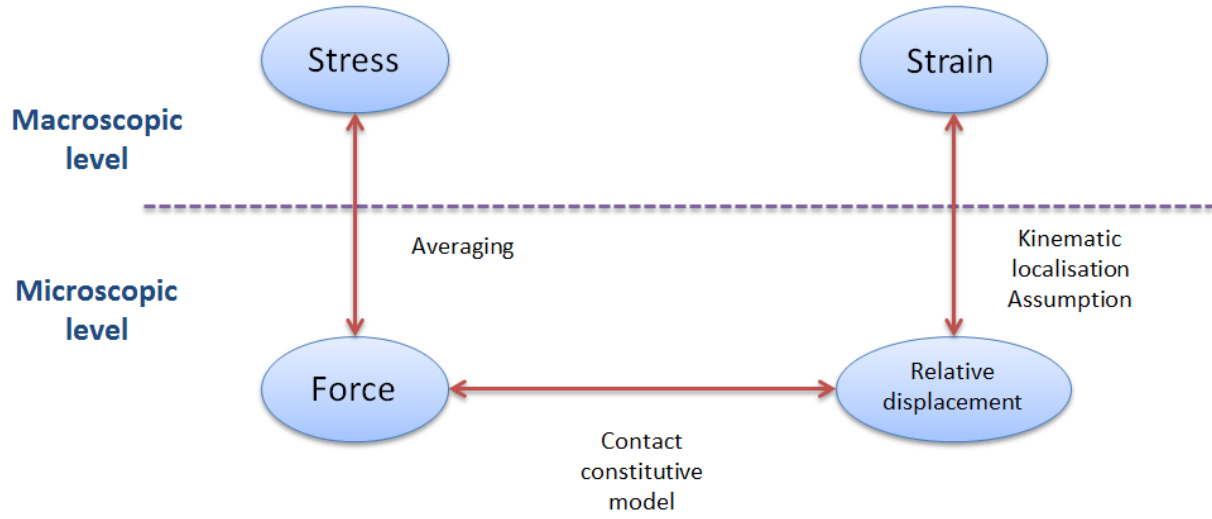 Stress
Strain
Macroscopic
level
Averaging
Kinematic
localisation
Assumption
Microscopic
level
Force
Relative
displacement
Contact
constitutive
model